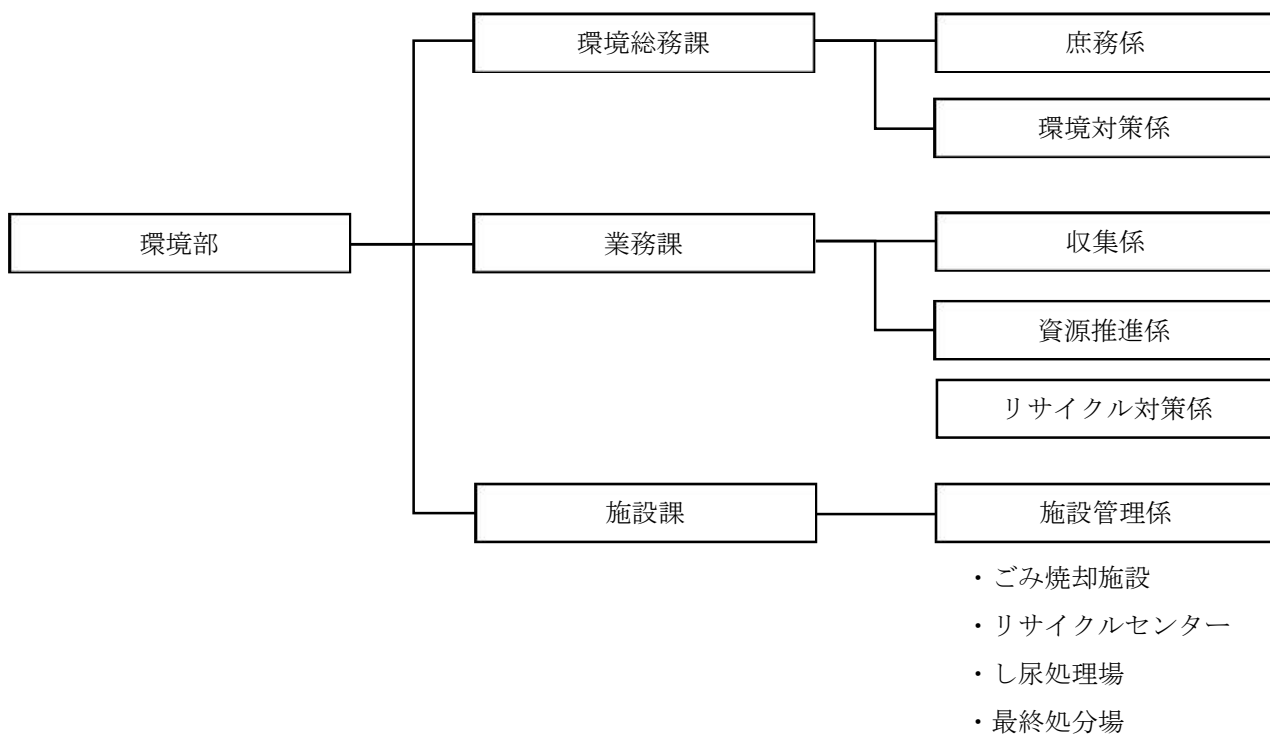 環境部
環境総務課
庶務係
環境対策係
業務課
収集係
資源推進係
リサイクル対策係
施設課
施設管理係
・ごみ焼却施設
・リサイクルセンター
・し尿処理場
・最終処分場